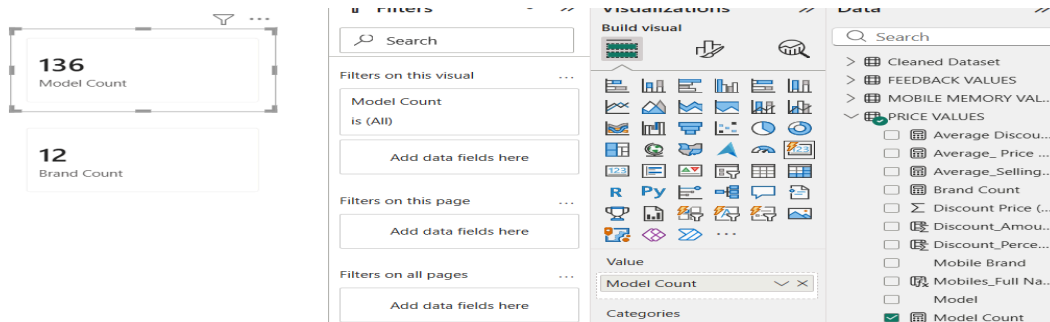 136
Model Count
12
Brand Count
Filters
Search
Filters on this visual
...
Model Count
is (All)
Add data fields here
Filters on this page
...
Add data fields here
Filters on all pages
...
Add data fields here
Visualizations
Build visual
123
123
R
Py
...
Value
Model Count
Categories
Data
Search
Cleaned Dataset
FEEDBACK VALUES
MOBILE MEMORY VAL...
PRICE VALUES
Average Discou...
Average_ Price ...
Average_Selling...
Brand Count
Discount Price (...
Discount_Amou...
Discount_Perce...
Mobile Brand
Mobiles_Full Na...
Model
Model Count